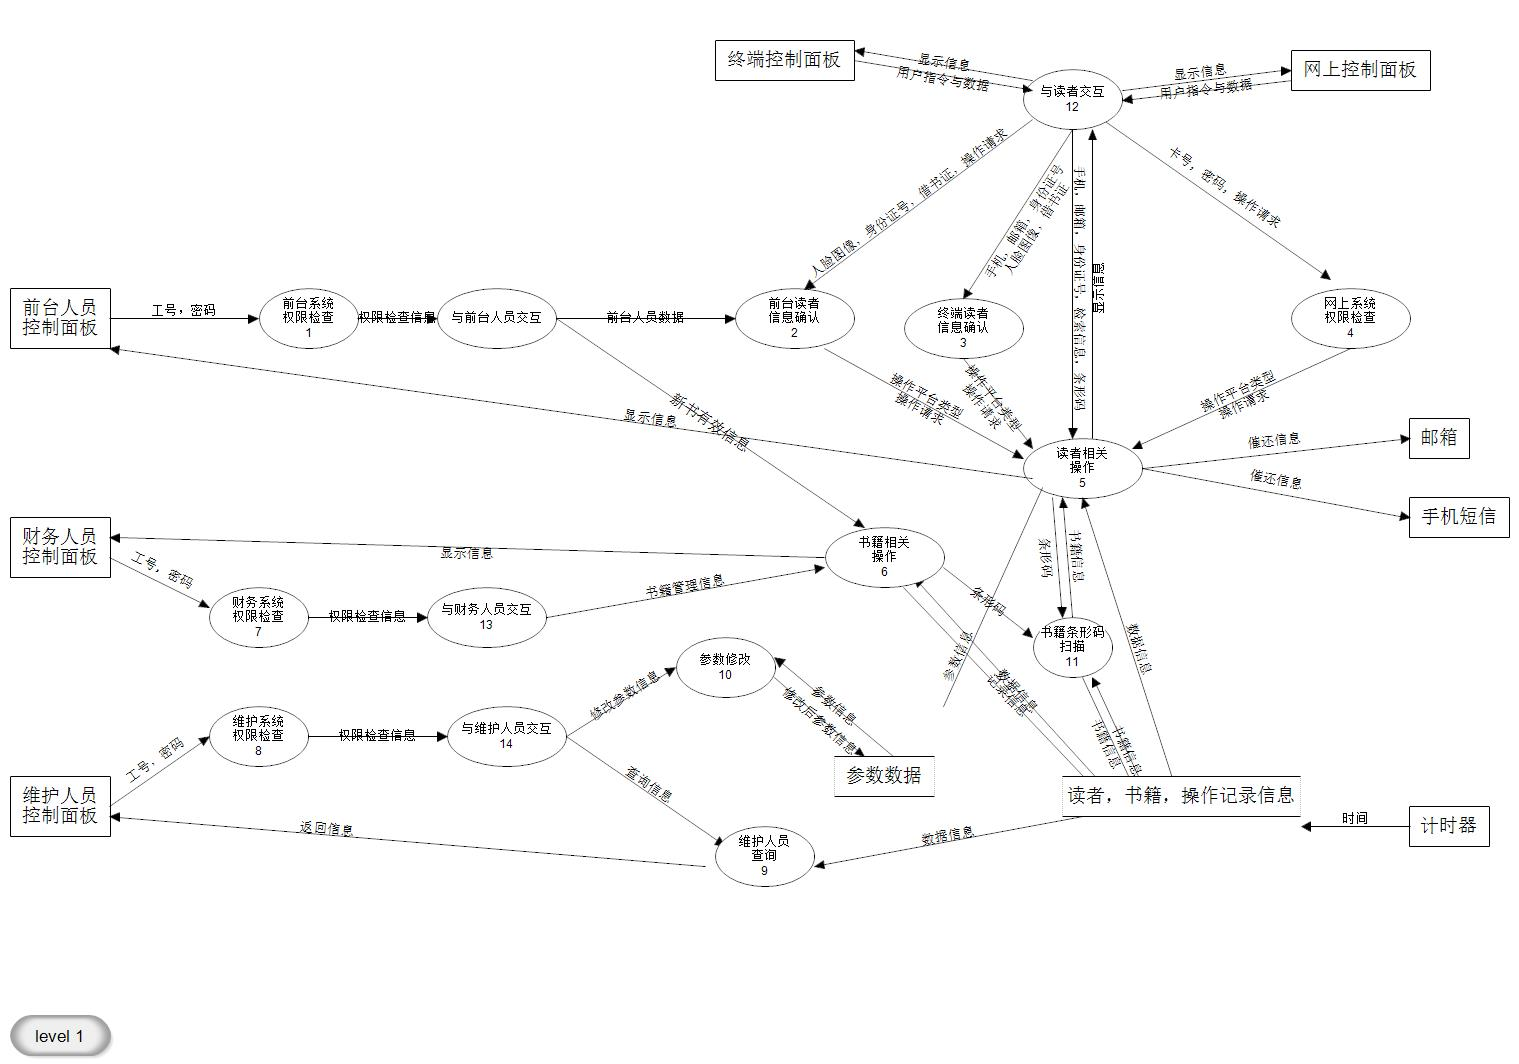 终端控制面板
显示信息
用户指令与数据
与读者交互
12
显示信息
用户指令与数据
网上控制面板
人脸图像，身份证号，借书证，操作请求
手机，邮箱，身份证号
人脸图像，借书证
手机，邮箱，身份证号，检索信息，条形码
显示信息
卡号，密码，操作请求
前台人员
控制面板
工号，密码
前台系统
权限检查
1
权限检查信息
与前台人员交互
前台人员数据
前台读者
信息确认
2
终端读者
信息确认
3
网上系统
权限检查
4
操作平台类型
操作请求
操作平台类型
操作请求
操作平台类型
操作请求
新书有效信息
显示信息
读者相关
操作
5
催还信息
邮箱
催还信息
手机短信
财务人员
控制面板
显示信息
工号，密码
财务系统
权限检查
7
权限检查信息
与财务人员交互
13
书籍管理信息
书籍相关
操作
6
条形码
条形码
书籍信息
书籍条形码
扫描
11
参数信息
数据信息
记录信息
数据信息
书籍信息
书籍信息
参数修改
10
修改参数信息
参数信息
修改后参数信息
维护系统
权限检查
8
权限检查信息
与维护人员交互
14
工号，密码
维护人员
控制面板
查询信息
参数数据
读者，书籍，操作记录信息
时间
计时器
返回信息
维护人员
查询
9
数据信息
level 1